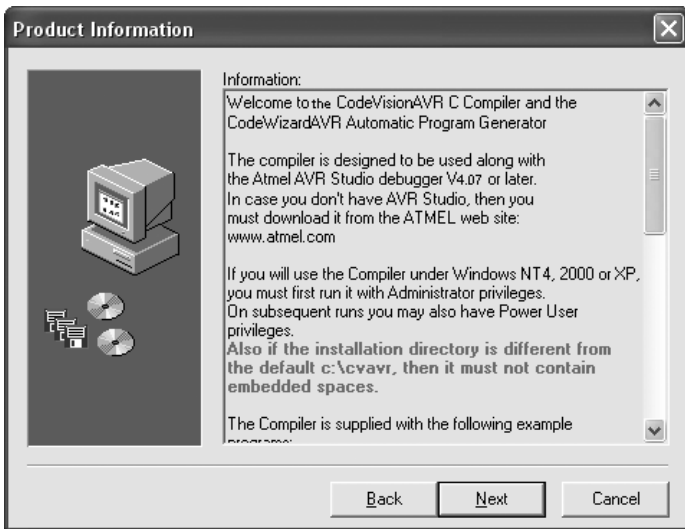 Product Information
Information:
Welcome to the CodeVisionAVR C Compiler and the
CodeWizardAVR Automatic Program Generator
The compiler is designed to be used along with
the Atmel AVR Studio debugger V4.07 or later.
In case you don't have AVR Studio, then you
must download it from the ATMEL web site:
www.atmel.com
If you will use the Compiler under Windows NT4, 2000 or XP,
you must first run it with Administrator privileges.
On subsequent runs you may also have Power User
privileges.
Also if the installation directory is different from
the default c:\cvavr, then it must not contain
embedded spaces.
The Compiler is supplied with the following example
programs:
Back Next Cancel